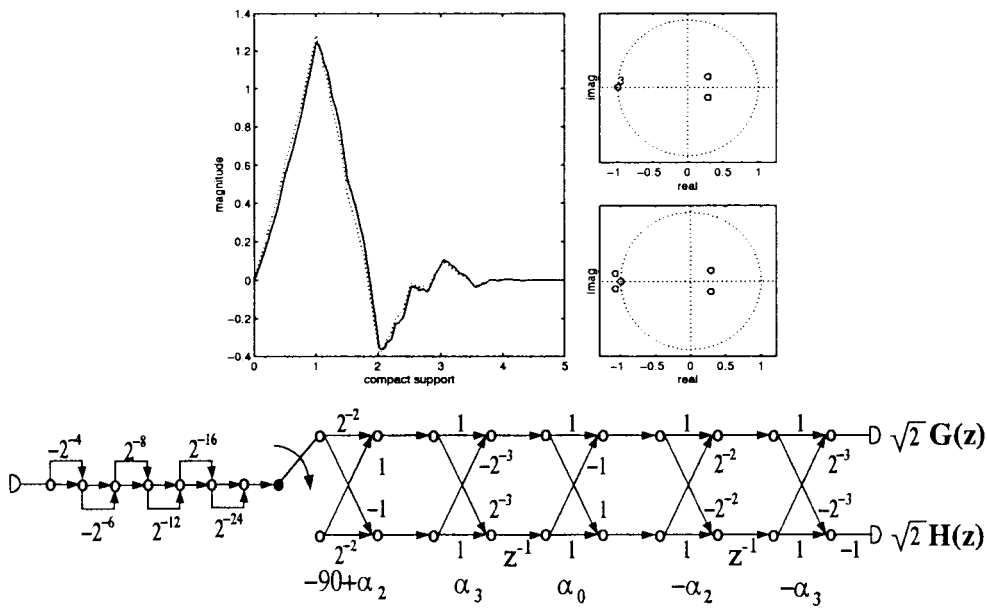 1.4
1.2
1
0.8
0.6
0.4
0.2
0
−0.2
−0.4
magnitude
0 1 2 3 4 5
compact support
imag
3
−1 −0.5 0 0.5 1
real
imag
−1 −0.5 0 0.5 1
real
-2^{-4} 2^{-8} 2^{-16}
-2^{-6} 2^{-12} 2^{-24}
2^{-2} 1 1 1 1 √2 G(z)
1 -2^{-3} -1 2^{-2} 2^{-3}
-1 2^{-3} 1 -2^{-2} -2^{-3}
2^{-2} 1 z^{-1} 1 1 z^{-1} 1 -1 √2 H(z)
-90+α_2 α_3 α_0 -α_2 -α_3